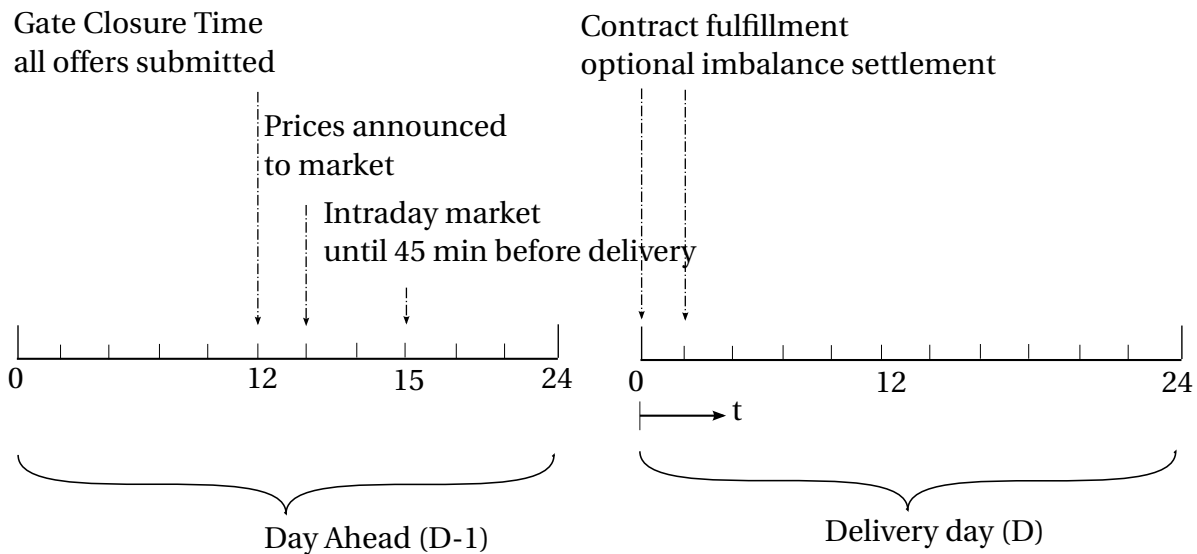 Gate Closure Time
all offers submitted
Contract fulfillment
optional imbalance settlement
Prices announced
to market
Intraday market
until 45 min before delivery
0
12
15
24
0
12
24
t
Day Ahead (D-1)
Delivery day (D)